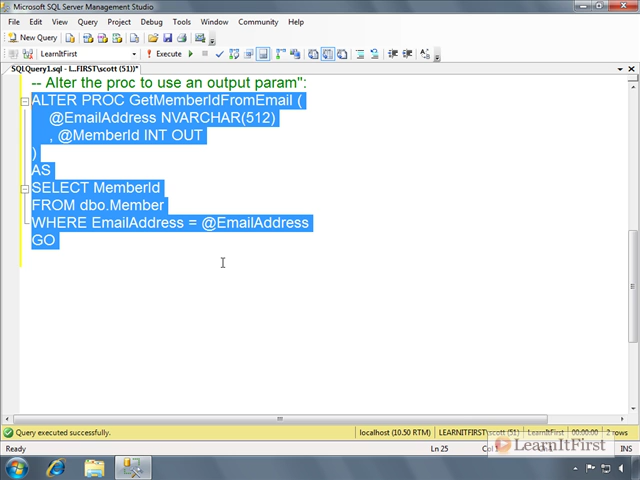 Microsoft SQL Server Management Studio
File Edit View Query Project Debug Tools Window Community Help
New Query
LearnItFirst Execute
SQLQuery1.sql - l...FIRST\scott (51))*
-- Alter the proc to use an output param":
ALTER PROC GetMemberIdFromEmail (
@EmailAddress NVARCHAR(512)
, @MemberId INT OUT
)
AS
SELECT MemberId
FROM dbo.Member
WHERE EmailAddress = @EmailAddress
GO
Query executed successfully. localhost (10.50 RTM) LEARNITFIRST\scott (51) LearnItFirst 00:00:00 2 rows
LearnItFirst
Ready Ln 25 INS